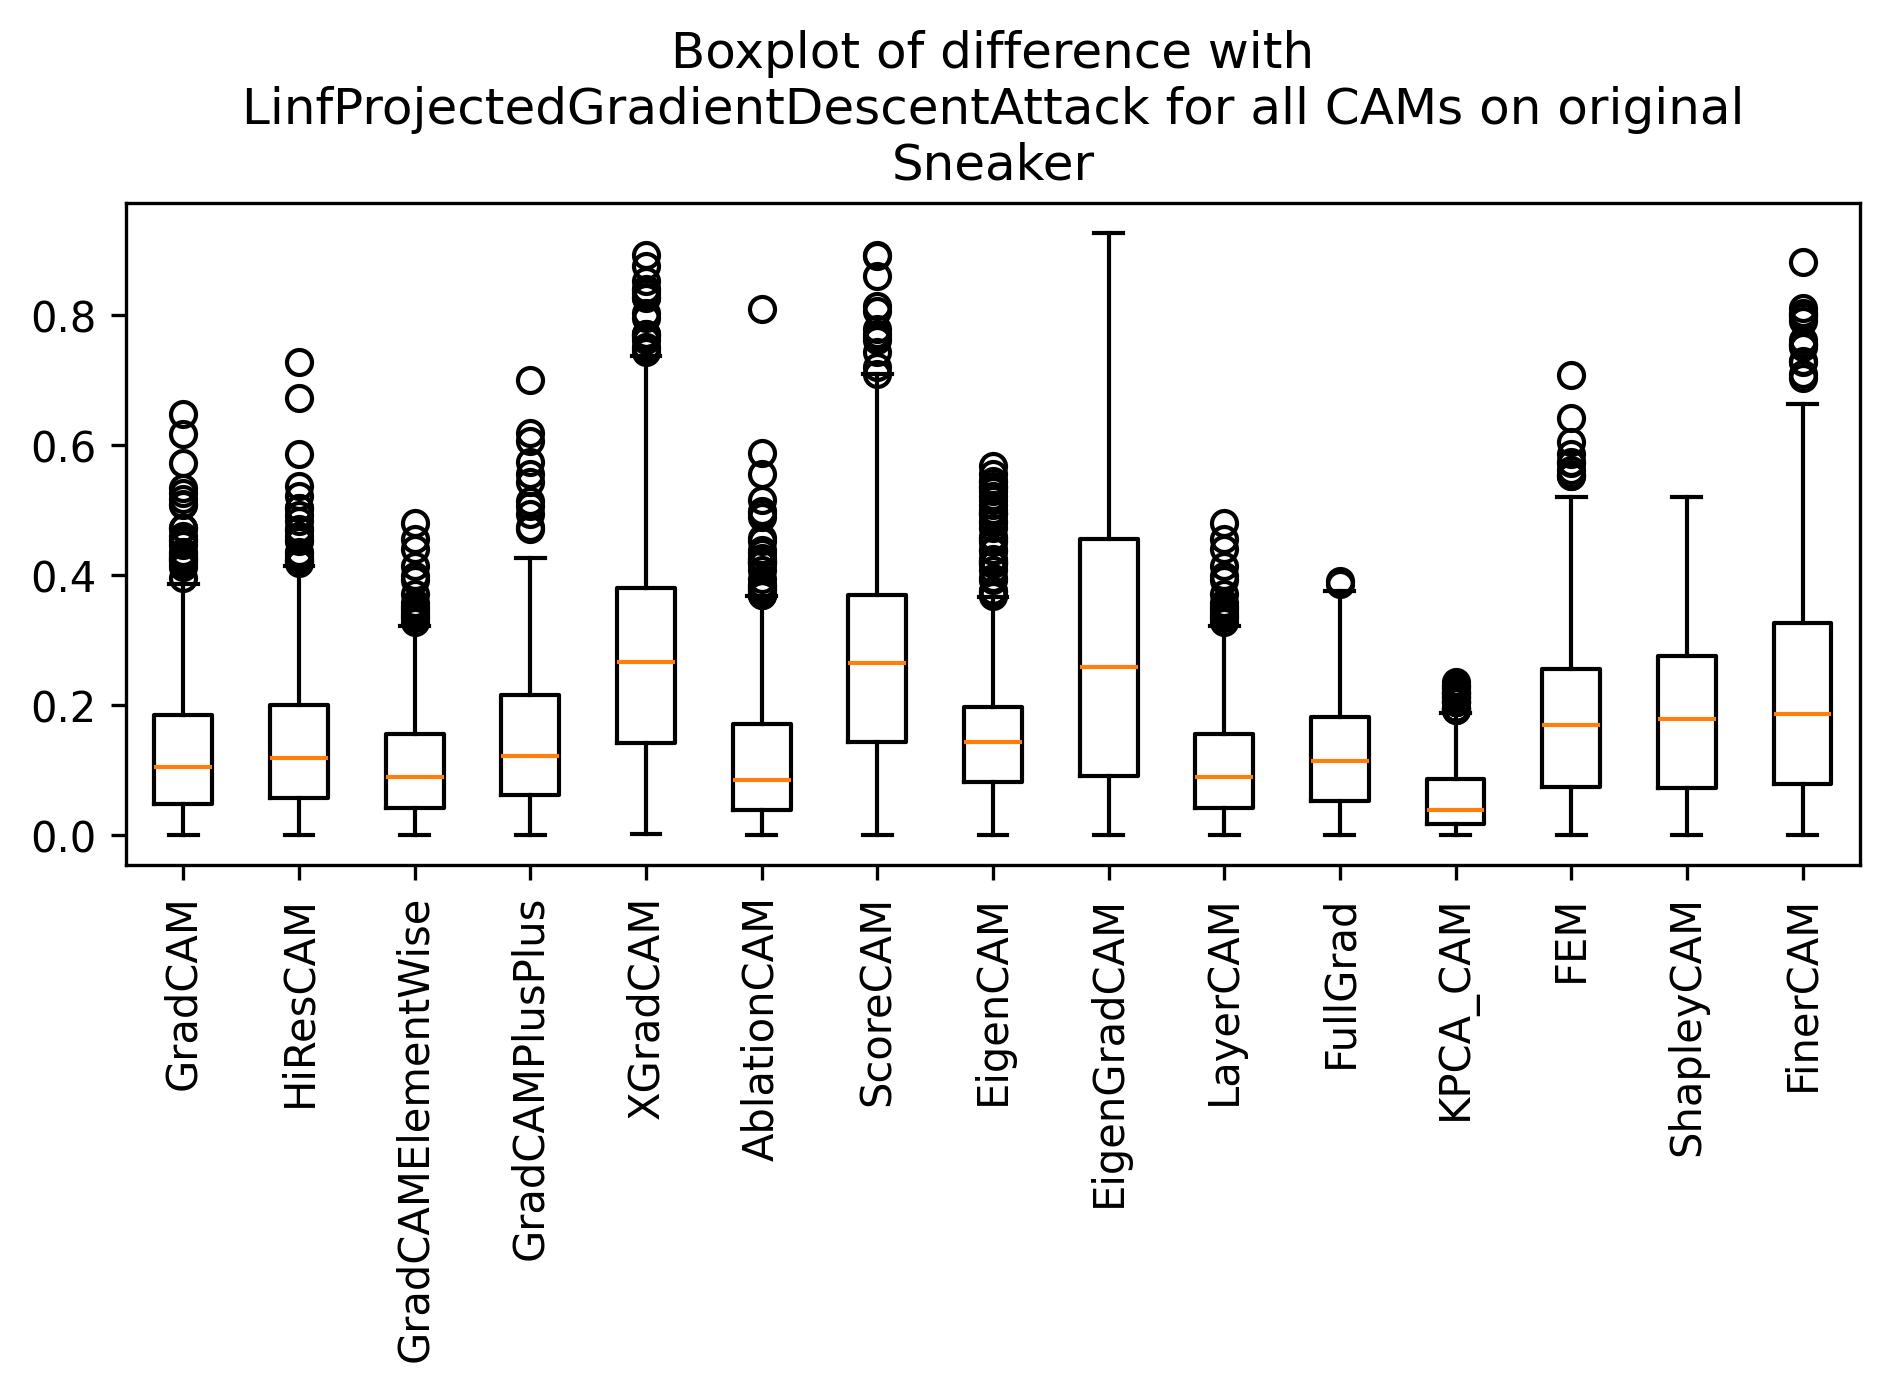 Boxplot of difference with
LinfProjectedGradientDescentAttack for all CAMs on original
Sneaker
0.8
0.6
0.4
0.2
0.0
GradCAM
HiResCAM
GradCAMElementWise
GradCAMPlusPlus
XGradCAM
AblationCAM
ScoreCAM
EigenCAM
EigenGradCAM
LayerCAM
FullGrad
KPCA_CAM
FEM
ShapleyCAM
FinerCAM